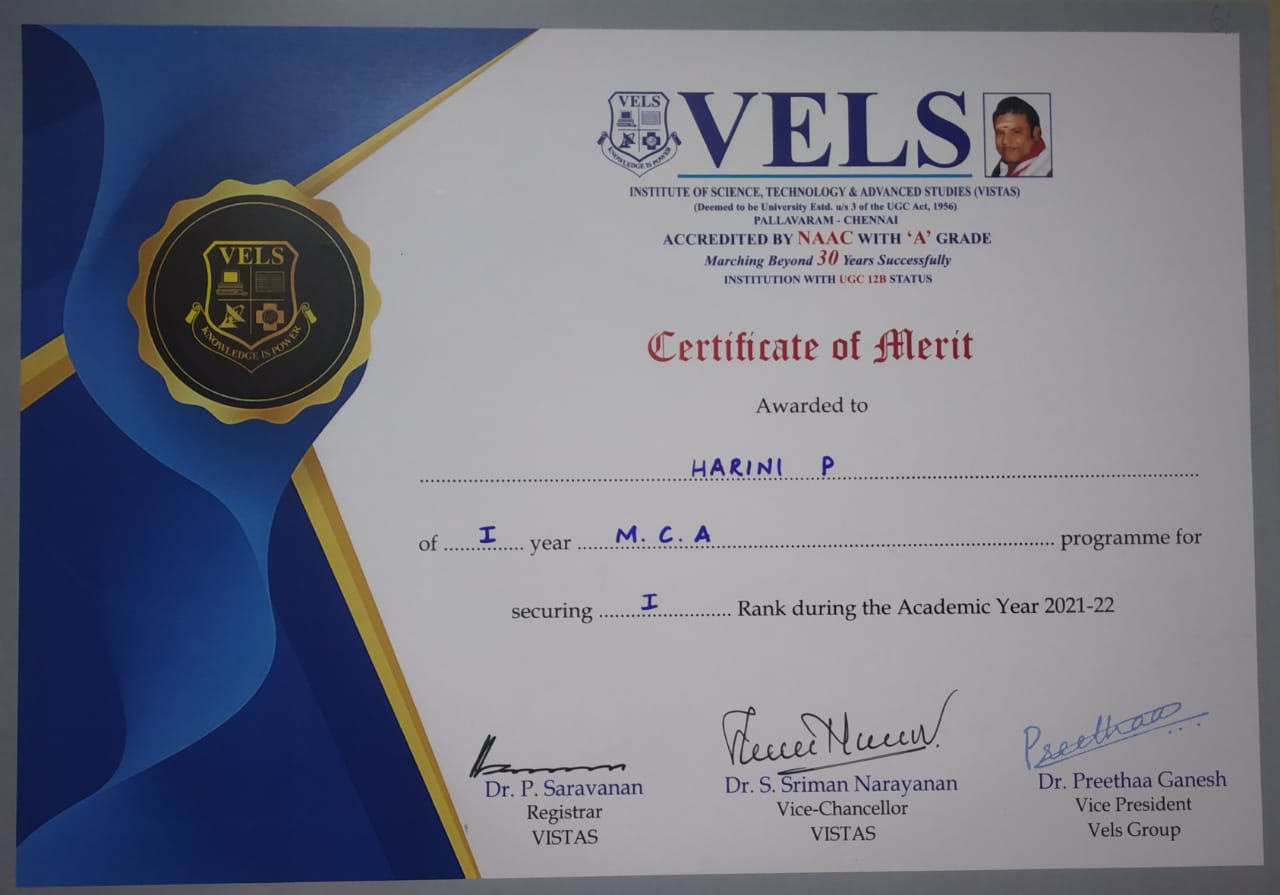 VELS
KNOWLEDGE IS POWER
VELS
VELS
KNOWLEDGE IS POWER
INSTITUTE OF SCIENCE, TECHNOLOGY & ADVANCED STUDIES (VISTAS)
(Deemed to be University Estd. u/s 3 of the UGC Act, 1956)
PALLAVARAM - CHENNAI
ACCREDITED BY NAAC WITH ‘A’ GRADE
Marching Beyond 30 Years Successfully
INSTITUTION WITH UGC 12B STATUS
Certificate of Merit
Awarded to
HARINI P
of I year M.C.A programme for
securing I Rank during the Academic Year 2021-22
Preethaa
Dr. P. Saravanan Dr. S. Sriman Narayanan Dr. Preethaa Ganesh
Registrar Vice-Chancellor Vice President
VISTAS VISTAS Vels Group